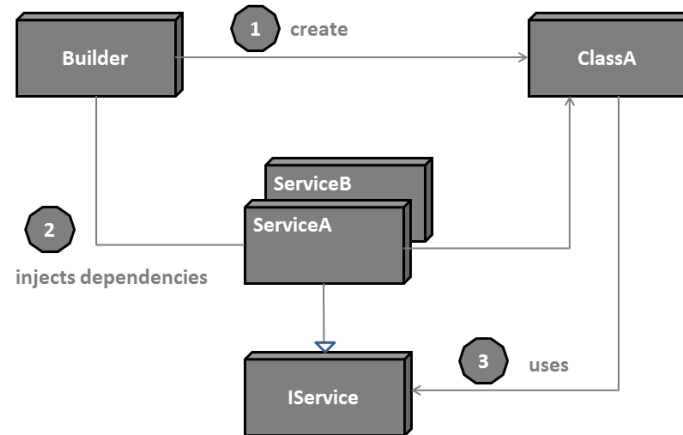 1 create
Builder
ClassA
ServiceB
ServiceA
2
injects dependencies
3 uses
IService